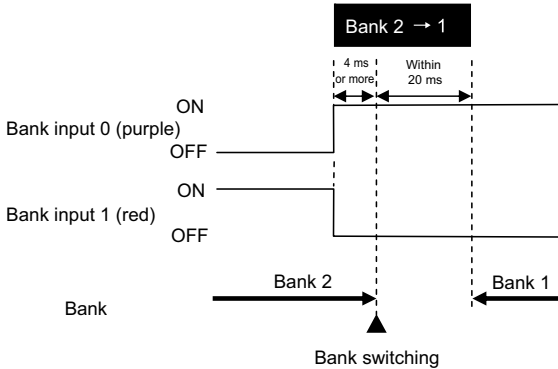 Bank 2 → 1
4 ms
or more
Within
20 ms
ON
Bank input 0 (purple)
OFF
ON
Bank input 1 (red)
OFF
Bank 2
Bank 1
Bank
Bank switching